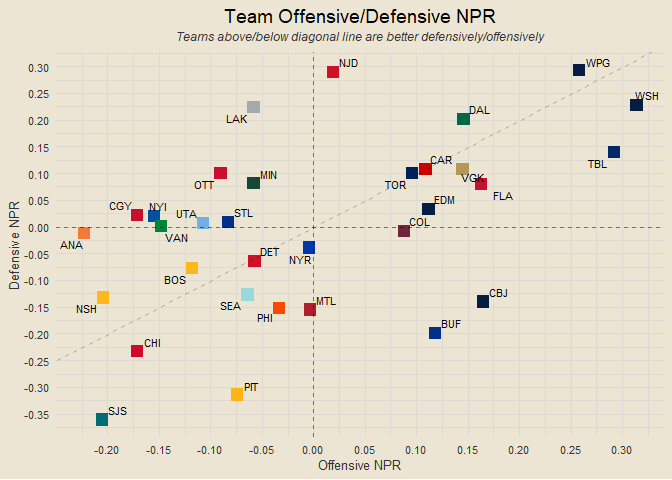 Team Offensive/Defensive NPR
Teams above/below diagonal line are better defensively/offensively
0.30
0.25
0.20
0.15
0.10
0.05
0.00
-0.05
-0.10
-0.15
-0.20
-0.25
-0.30
-0.35
Defensive NPR
NJD
WPG
WSH
LAK
DAL
TBL
CAR
OTT
MIN
TOR
VGK
FLA
CGY
NYI
UTA
STL
EDM
VAN
COL
ANA
NYR
DET
BOS
SEA
NSH
PHI
MTL
CBJ
BUF
CHI
PIT
SJS
-0.20
-0.15
-0.10
-0.05
0.00
0.05
0.10
0.15
0.20
0.25
0.30
Offensive NPR